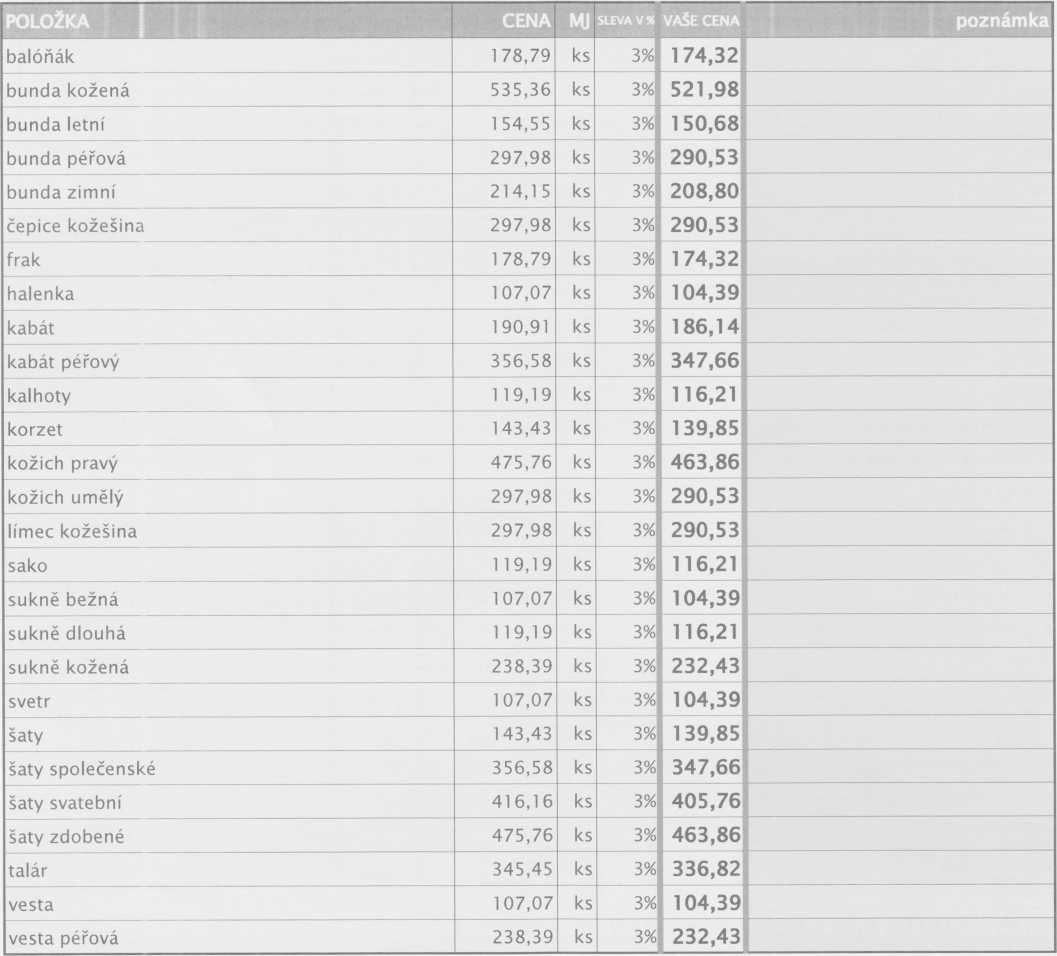 POLOŽKA CENA MJ SLEVA V % VAŠE CENA poznámka
balóňák 178,79 ks 3% 174,32
bunda kožená 535,36 ks 3% 521,98
bunda letní 154,55 ks 3% 150,68
bunda péřová 297,98 ks 3% 290,53
bunda zimní 214,15 ks 3% 208,80
čepice kožešina 297,98 ks 3% 290,53
frak 178,79 ks 3% 174,32
halenka 107,07 ks 3% 104,39
kabát 190,91 ks 3% 186,14
kabát péřový 356,58 ks 3% 347,66
kalhoty 119,19 ks 3% 116,21
korzet 143,43 ks 3% 139,85
kožich pravý 475,76 ks 3% 463,86
kožich umělý 297,98 ks 3% 290,53
límec kožešina 297,98 ks 3% 290,53
sako 119,19 ks 3% 116,21
sukně bežná 107,07 ks 3% 104,39
sukně dlouhá 119,19 ks 3% 116,21
sukně kožená 238,39 ks 3% 232,43
svetr 107,07 ks 3% 104,39
šaty 143,43 ks 3% 139,85
šaty společenské 356,58 ks 3% 347,66
šaty svatební 416,16 ks 3% 405,76
šaty zdobené 475,76 ks 3% 463,86
talár 345,45 ks 3% 336,82
vesta 107,07 ks 3% 104,39
vesta péřová 238,39 ks 3% 232,43